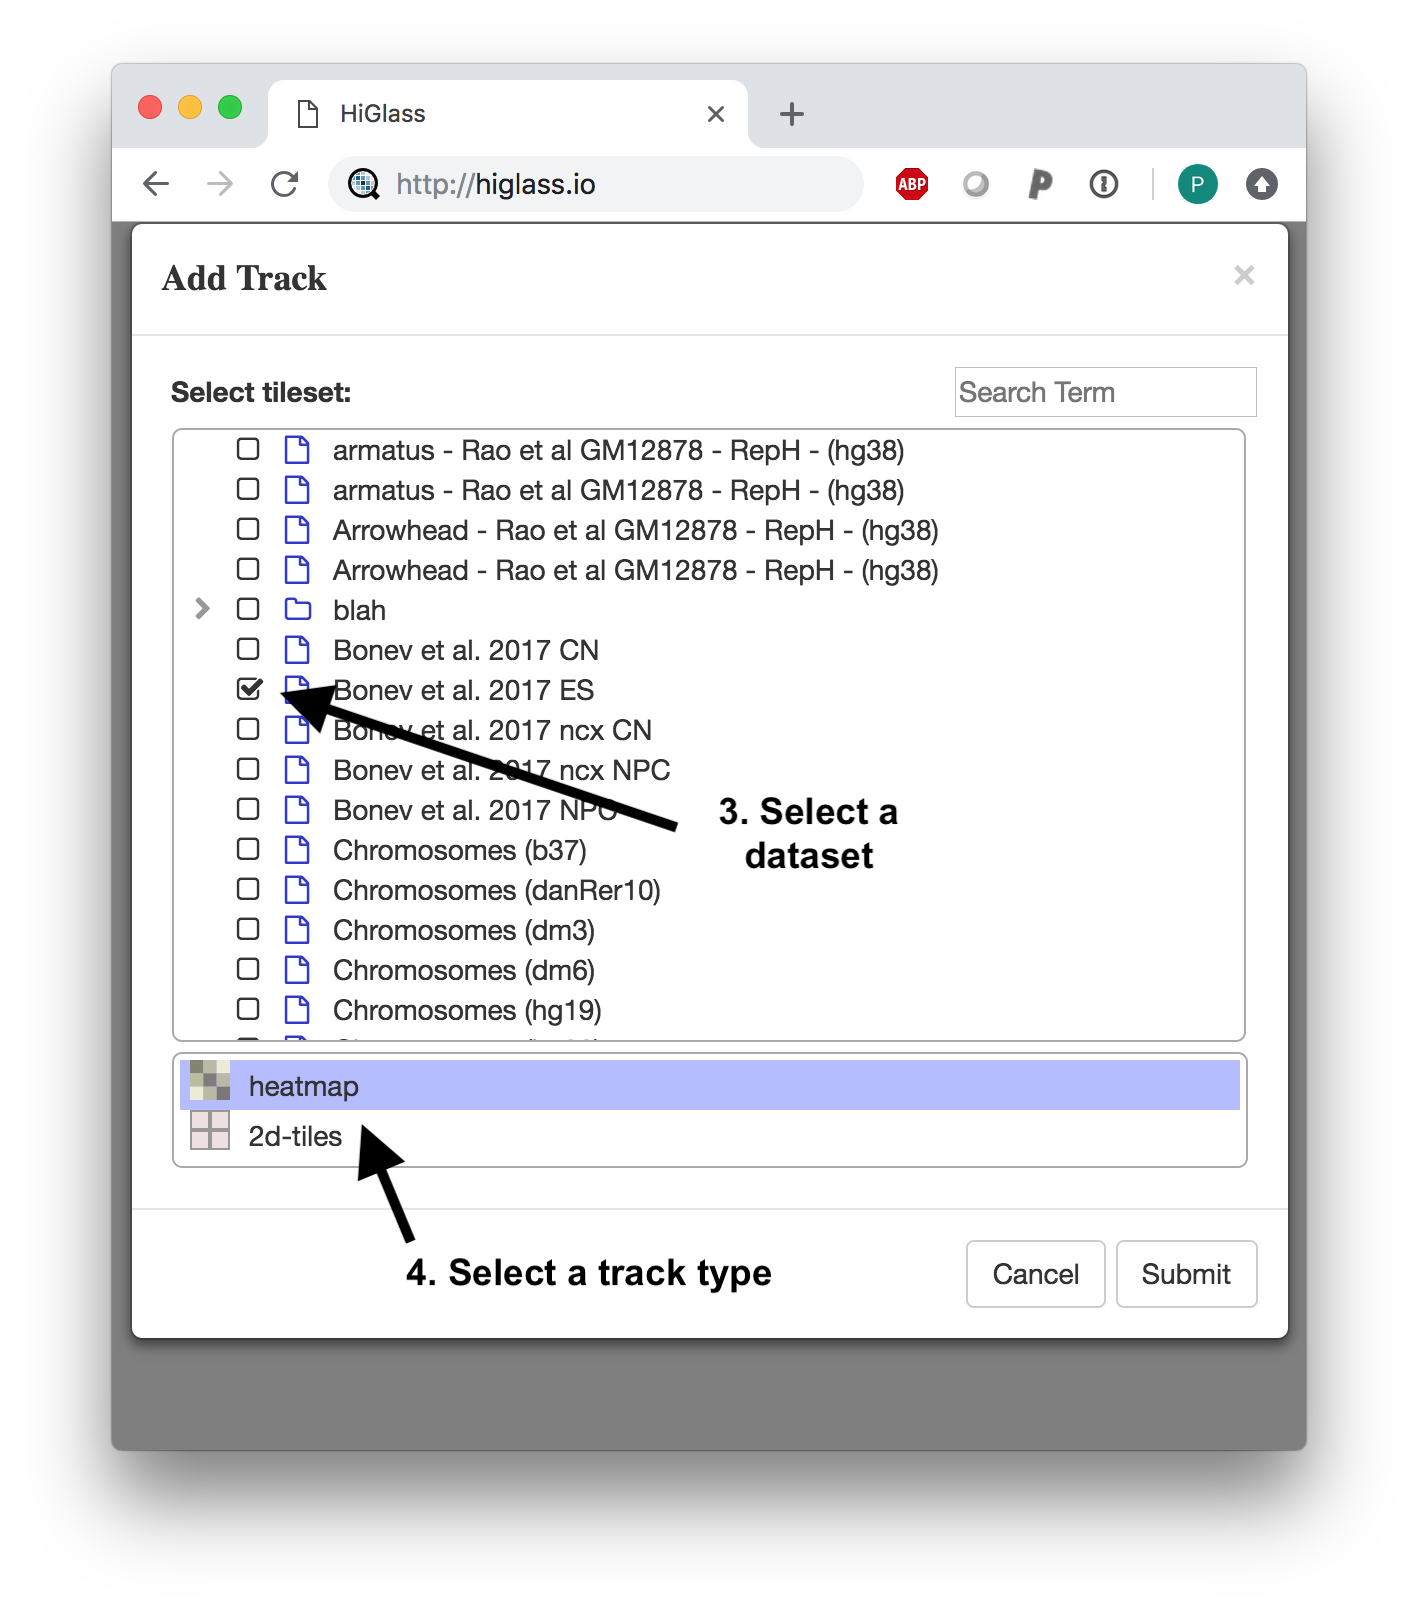 HiGlass
http://higlass.io
ABP
P
P
Add Track
Select tileset:
Search Term
armatus - Rao et al GM12878 - RepH - (hg38)
armatus - Rao et al GM12878 - RepH - (hg38)
Arrowhead - Rao et al GM12878 - RepH - (hg38)
Arrowhead - Rao et al GM12878 - RepH - (hg38)
blah
Bonev et al. 2017 CN
Bonev et al. 2017 ES
Bonev et al. 2017 ncx CN
Bonev et al. 2017 ncx NPC
Bonev et al. 2017 NPC
3. Select a
dataset
Chromosomes (b37)
Chromosomes (danRer10)
Chromosomes (dm3)
Chromosomes (dm6)
Chromosomes (hg19)
heatmap
2d-tiles
4. Select a track type
Cancel
Submit